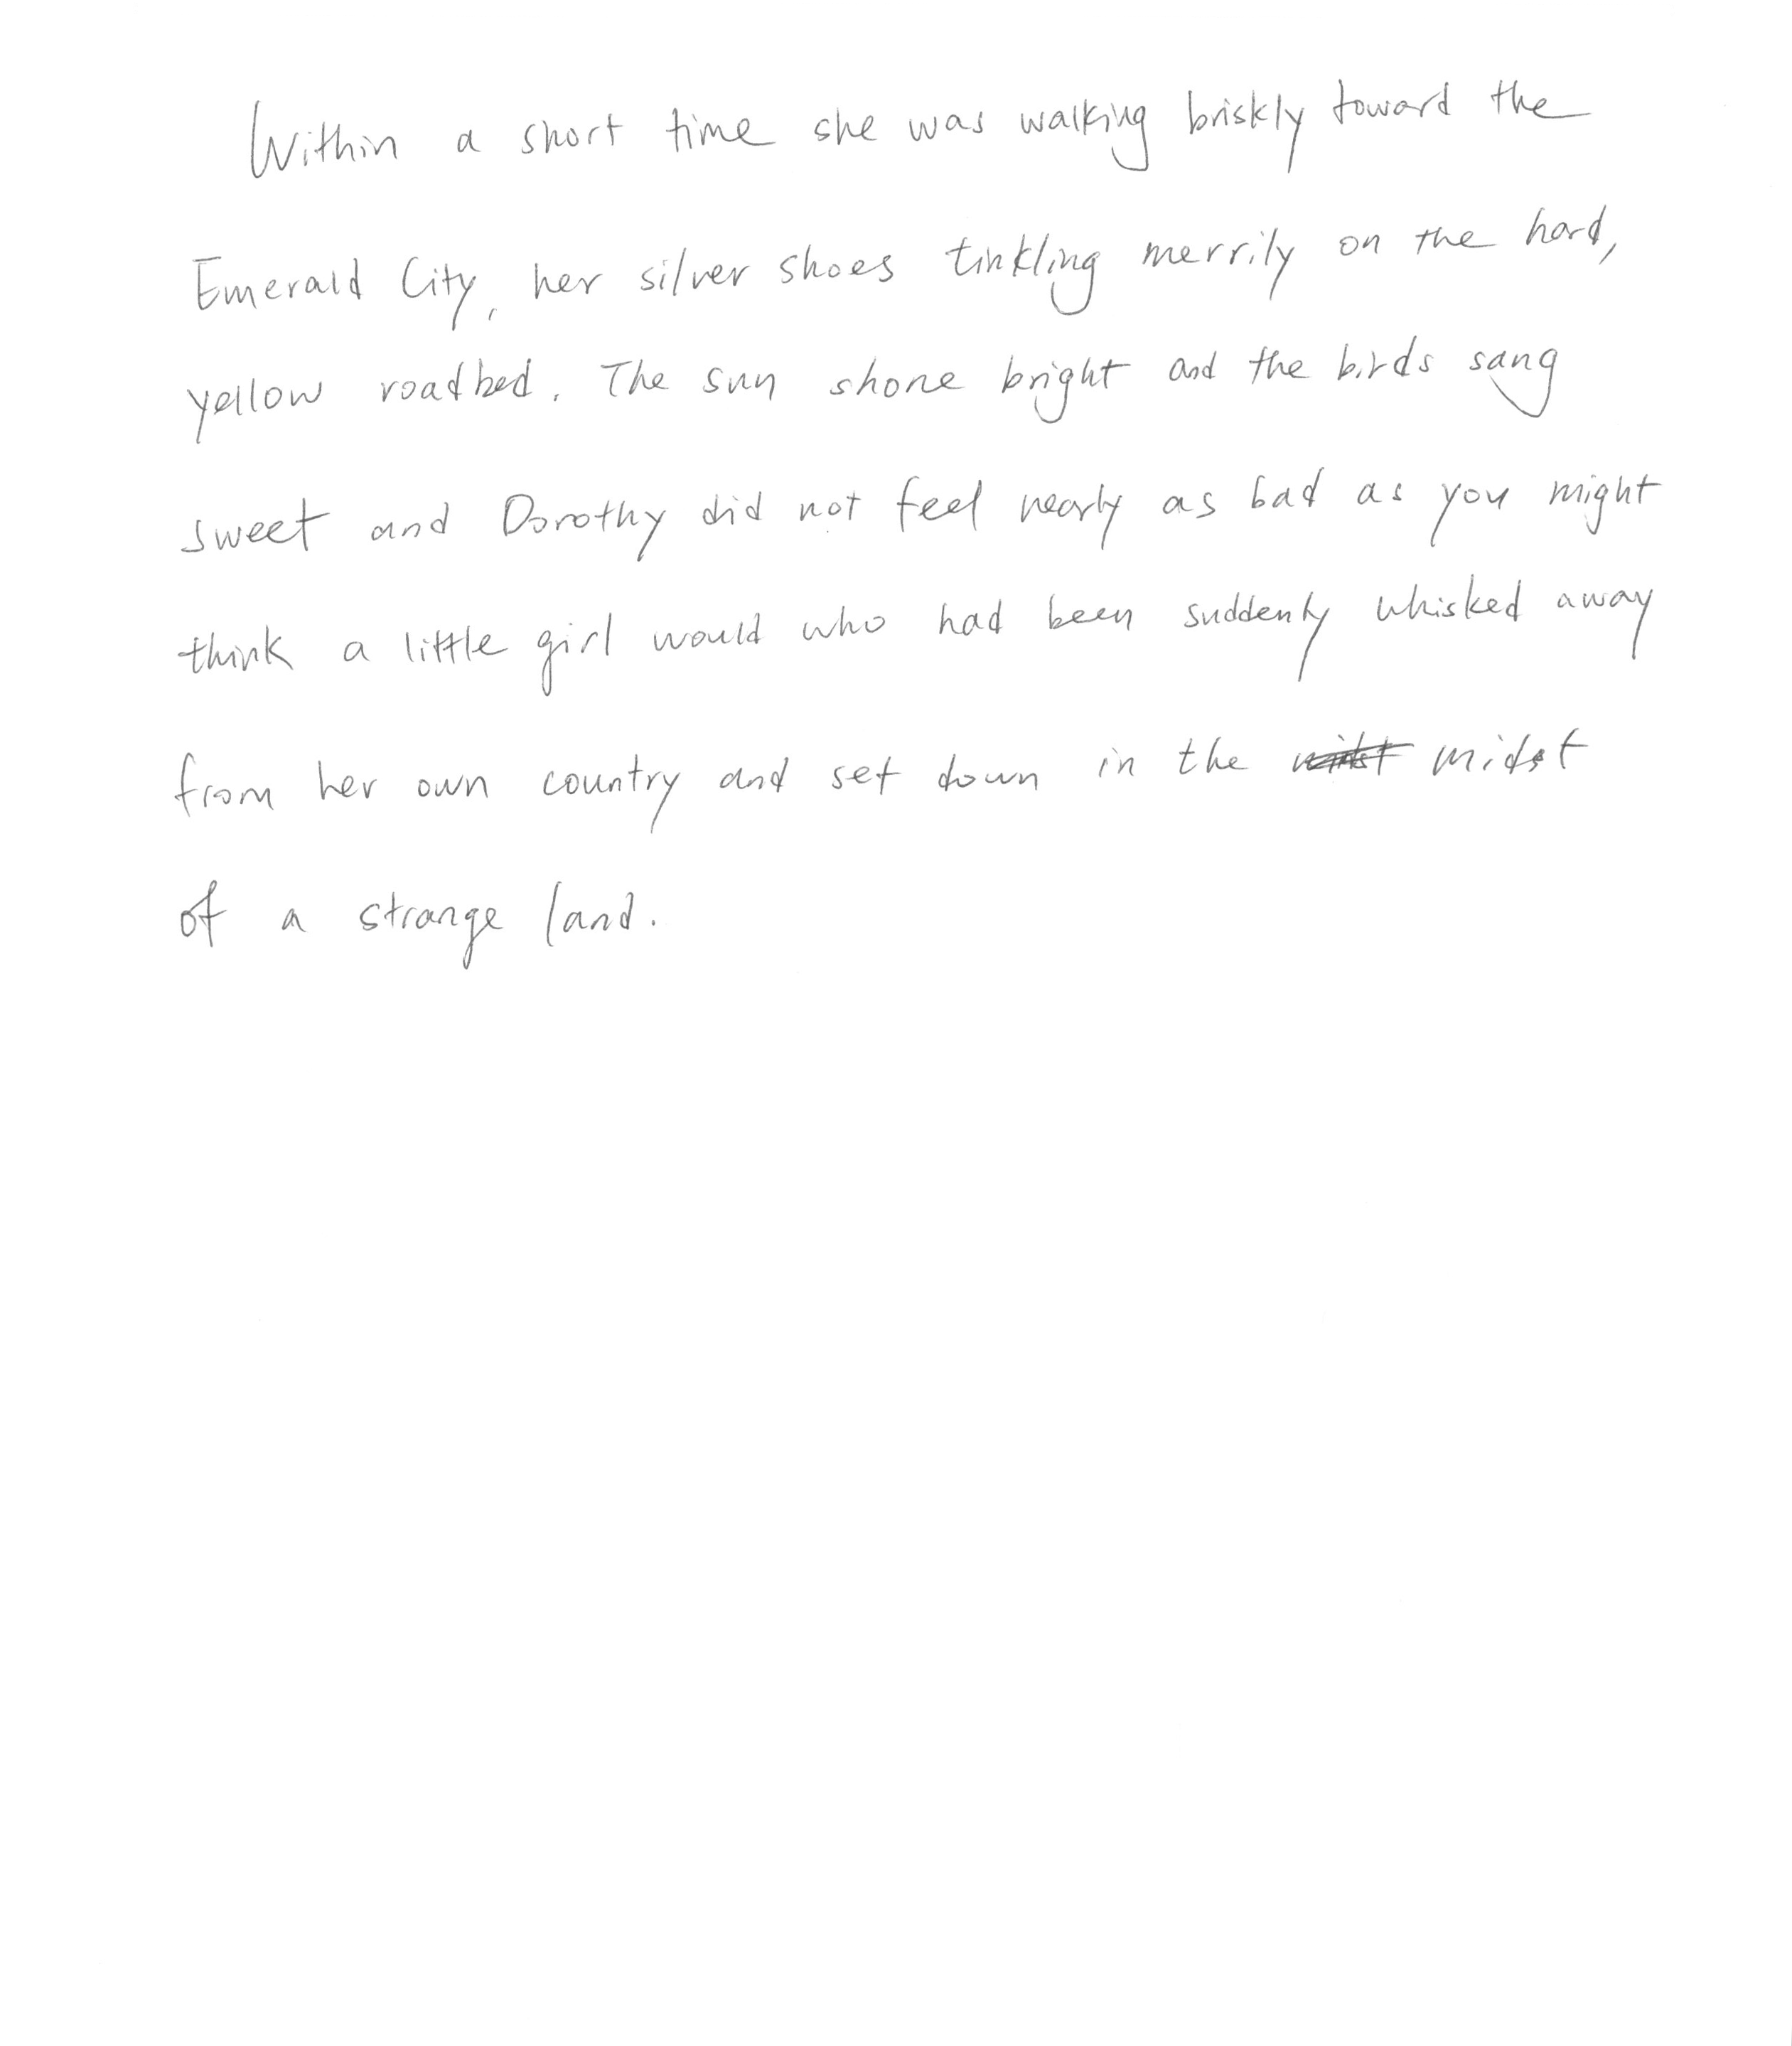 Within a short time she was walking briskly toward the
Emerald City, her silver shoes tinkling merrily on the hard,
yellow roadbed. The sun shone bright and the birds sang
sweet and Dorothy did not feel nearly as bad as you might
think a little girl would who had been suddenly whisked away
from her own country and set down in the midst
of a strange land.